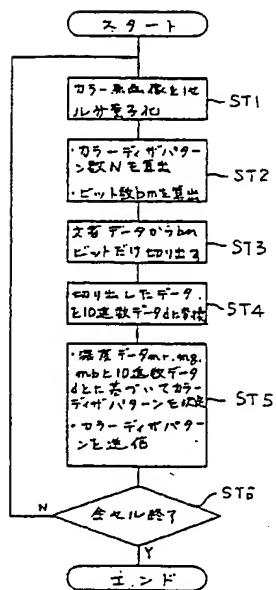 スタート
カラー原画像を1セ
ル分量子化
ST1
・カラーディザパター
ン数Nを算出
・ビット数bmを算出
ST2
文書データからbm
ビットだけ切り出す
ST3
切り出したデータ
を10進数データdに変換
ST4
・濃度データmr,mg,
mbと10進数データ
dとに基づいてカラー
ディザパターンを決定
・カラーディザパター
ンを送信
ST5
全セル終了
ST6
N
Y
エンド